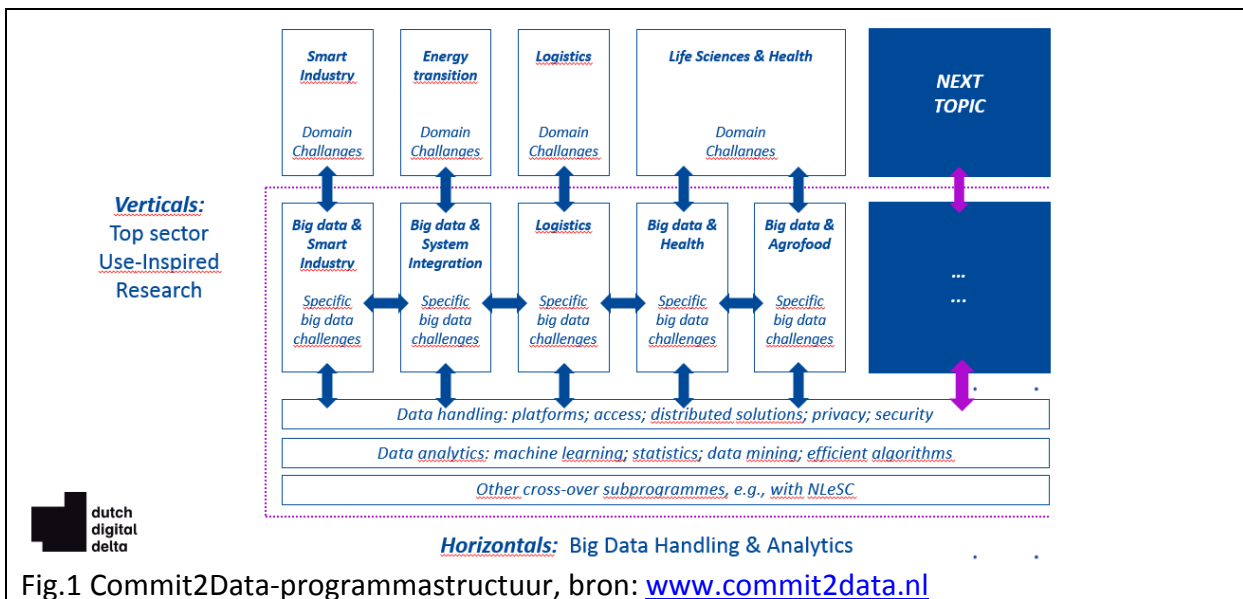 Smart
Industry
Domain
Challanges
Energy
transition
Domain
Challanges
Logistics
Domain
Challanges
Life Sciences & Health
Domain
Challanges
NEXT
TOPIC
Verticals:
Top sector
Use-Inspired
Research
Big data &
Smart
Industry
Specific
big data
challenges
Big data &
System
Integration
Specific
big data
challenges
Logistics
Specific
big data
challenges
Big data &
Health
Specific
big data
challenges
Big data &
Agrofood
Specific
big data
challenges
...
...
Data handling: platforms; access; distributed solutions; privacy; security
Data analytics: machine learning; statistics; data mining; efficient algorithms
Other cross-over subprogrammes, e.g., with NLeSC
dutch
digital
delta
Horizontals: Big Data Handling & Analytics
Fig.1 Commit2Data-programmastructuur, bron: www.commit2data.nl